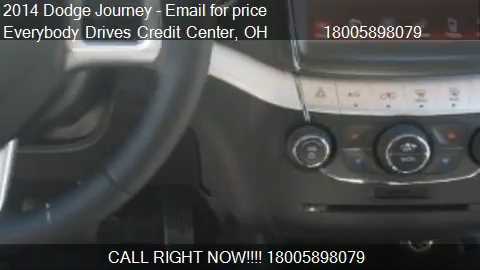 2014 Dodge Journey - Email for price
Everybody Drives Credit Center, OH
18005898079
CALL RIGHT NOW!!!! 18005898079